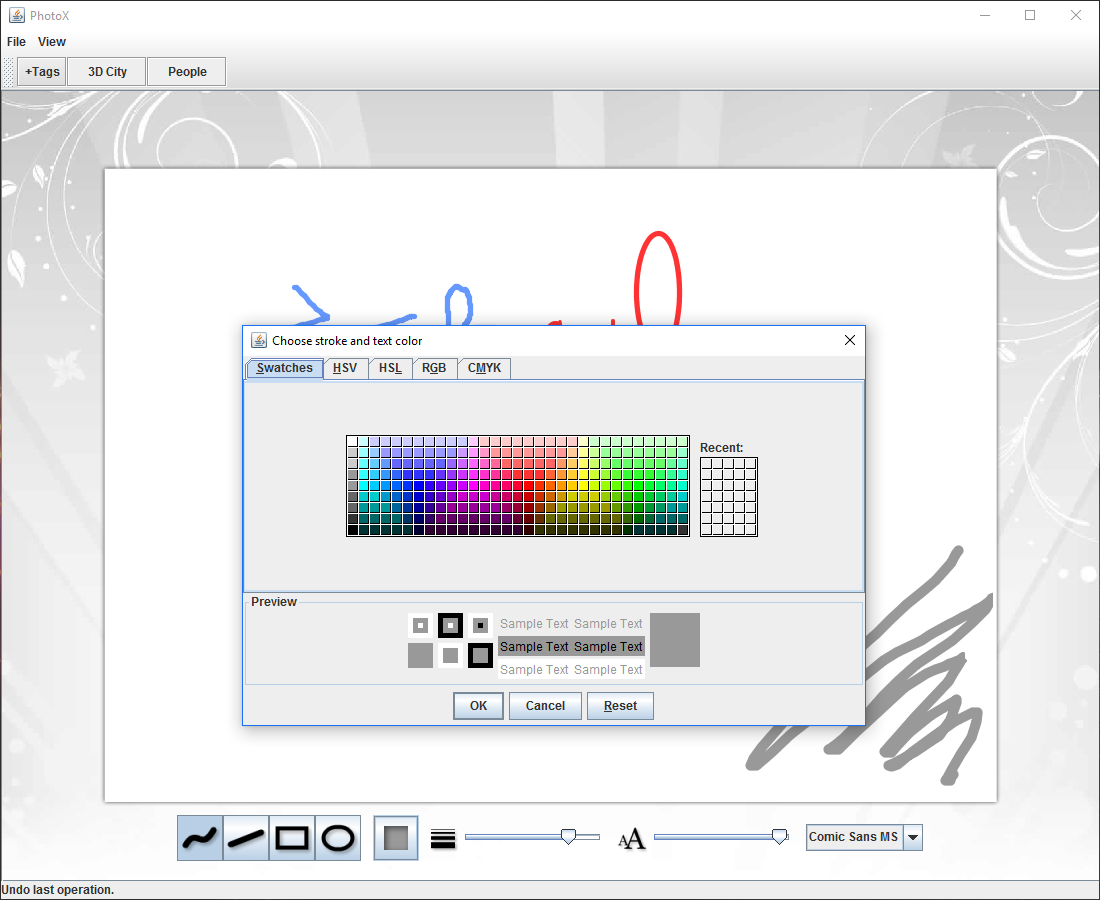 PhotoX
File View
+Tags 3D City People
Choose stroke and text color
Swatches HSV HSL RGB CMYK
Recent:
Preview
Sample Text Sample Text
Sample Text Sample Text
Sample Text Sample Text
OK Cancel Reset
AA Comic Sans MS
Undo last operation.